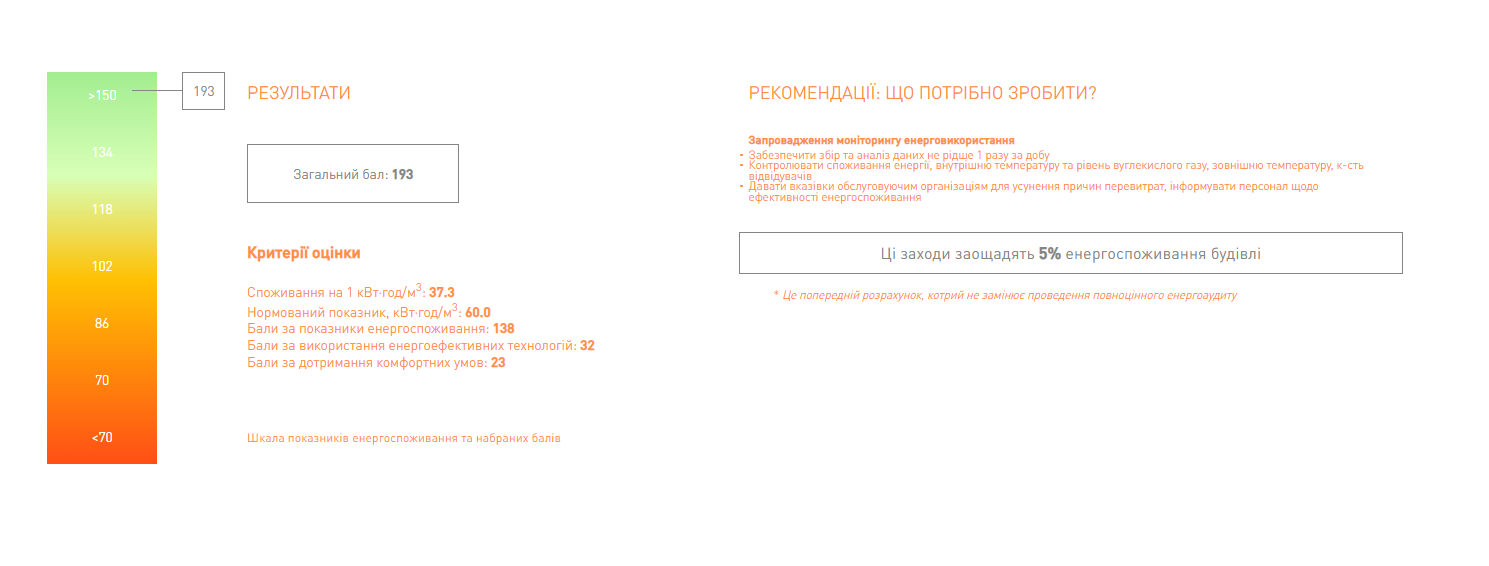 >150
134
118
102
86
70
<70
193
РЕЗУЛЬТАТИ
Загальний бал: 193
Критерії оцінки
Споживання на 1 кВт·год/м3: 37.3
Нормований показник, кВт·год/м3: 60.0
Бали за показники енергоспоживання: 138
Бали за використання енергоефективних технологій: 32
Бали за дотримання комфортних умов: 23
Шкала показників енергоспоживання та набраних балів
РЕКОМЕНДАЦІЇ: ЩО ПОТРІБНО ЗРОБИТИ?
Запровадження моніторингу енерговикористання
• Забезпечити збір та аналіз даних не рідше 1 разу за добу
• Контролювати споживання енергії, внутрішню температуру та рівень вуглекислого газу, зовнішню температуру, к-сть
відвідувачів
• Давати вказівки обслуговуючим організаціям для усунення причин перевитрат, інформувати персонал щодо
ефективності енергоспоживання
Ці заходи заощадять 5% енергоспоживання будівлі
* Це попередній розрахунок, котрий не замінює проведення повноцінного енергоаудиту